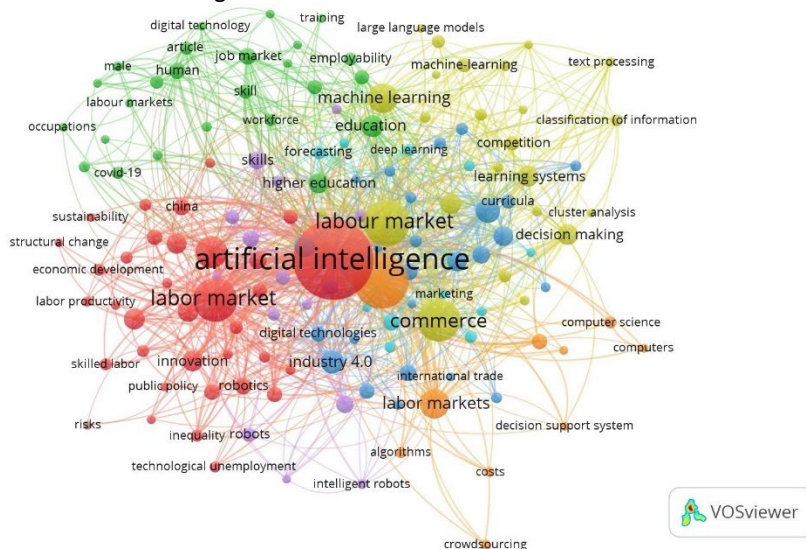 large language models
training
digital technology
article
job market
employability
human
male
machine-learning
text processing
skill
machine learning
labour markets
classification (of information
occupations
workforce
education
competition
forecasting
deep learning
skills
covid-19
higher education
learning systems
curricula
china
sustainability
labour market
cluster analysis
decision making
structural change
artificial intelligence
economic development
labor productivity
labor market
marketing
commerce
computer science
digital technologies
computers
skilled labor
innovation
industry 4.0
public policy
robotics
international trade
labor markets
risks
inequality
robots
decision support system
algorithms
technological unemployment
costs
intelligent robots
VOSviewer
crowdsourcing